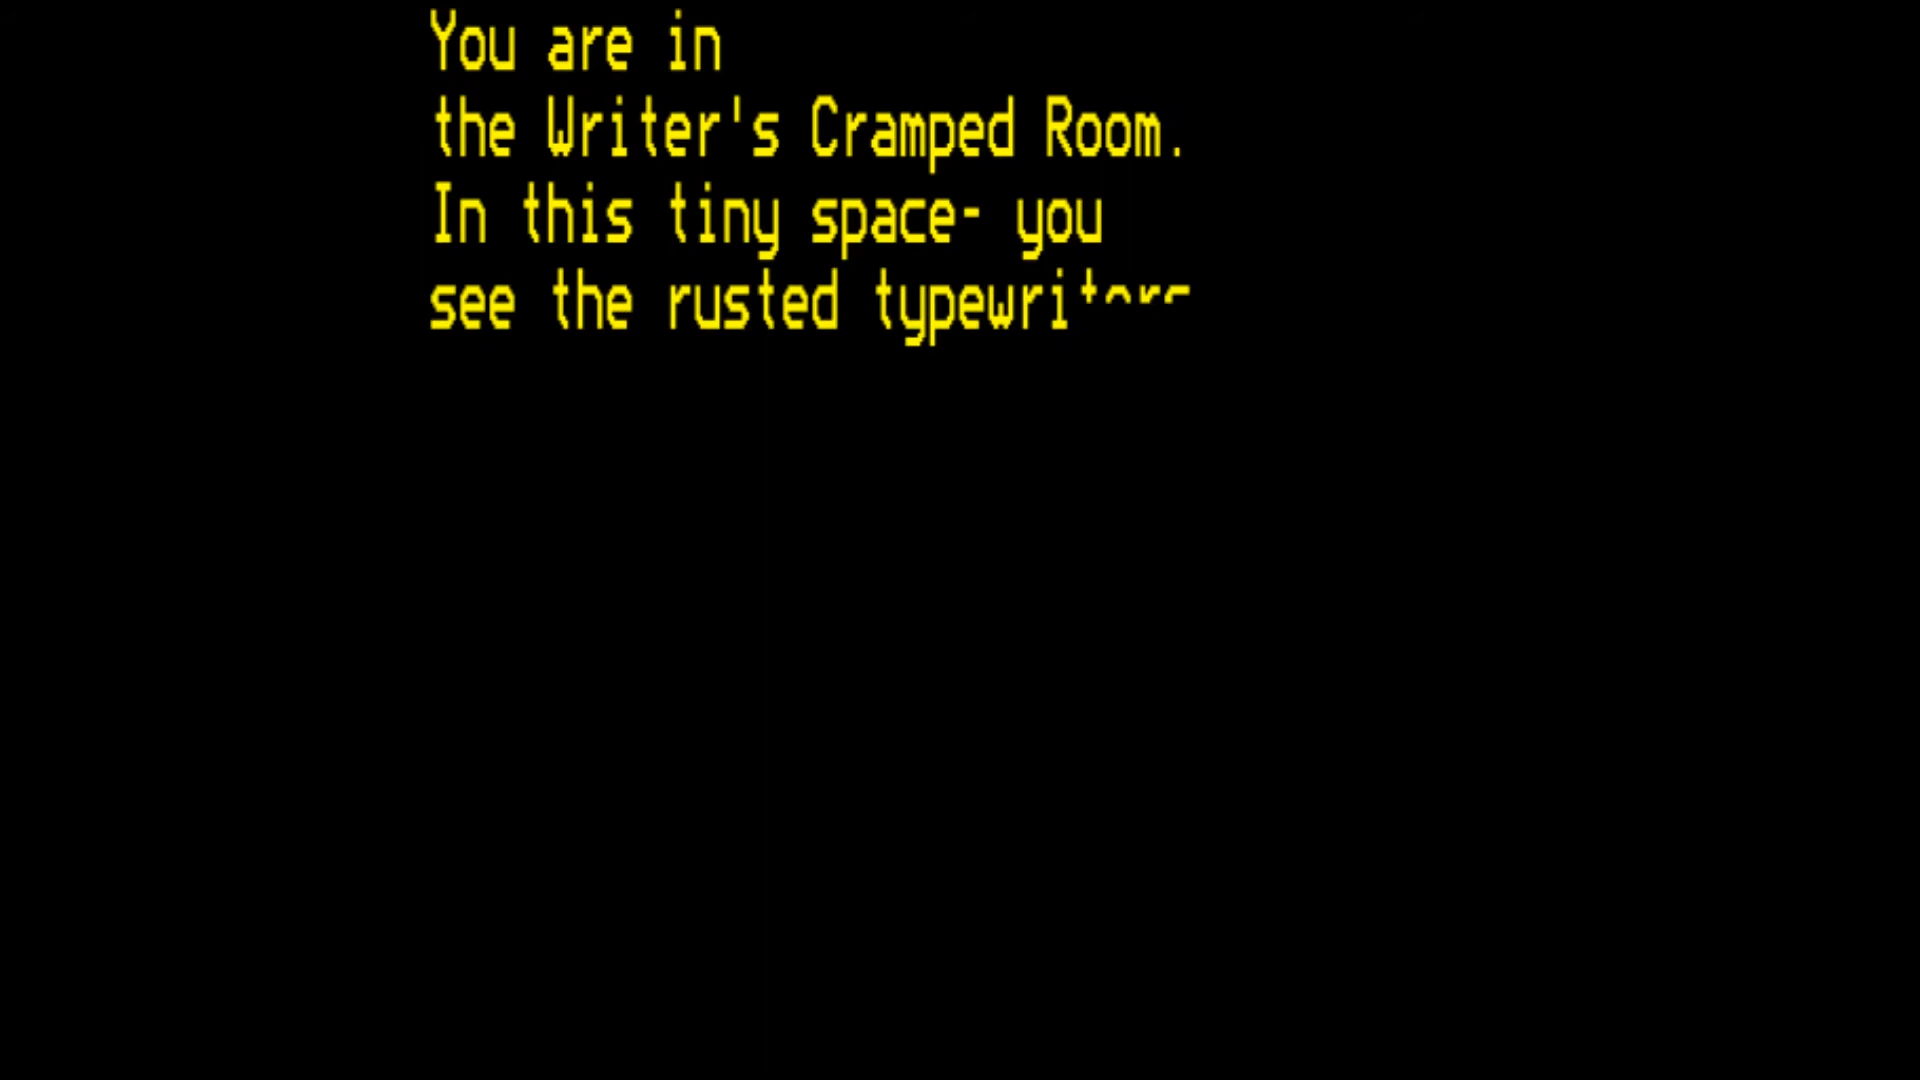 You are in
the Writer's Cramped Room.
In this tiny space- you
see the rusted